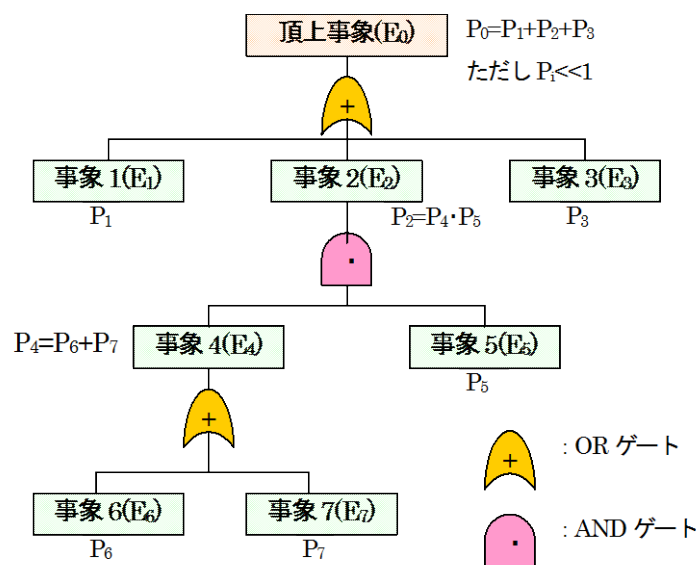 頂上事象(E₀)
P₀=P₁+P₂+P₃
ただし Pᵢ<<1
+
事象 1(E₁)
事象 2(E₂)
事象 3(E₃)
P₁
P₂=P₄・P₅
P₃
・
P₄=P₆+P₇
事象 4(E₄)
事象 5(E₅)
P₅
+
事象 6(E₆)
事象 7(E₇)
P₆
P₇
+
: OR ゲート
・
: AND ゲート